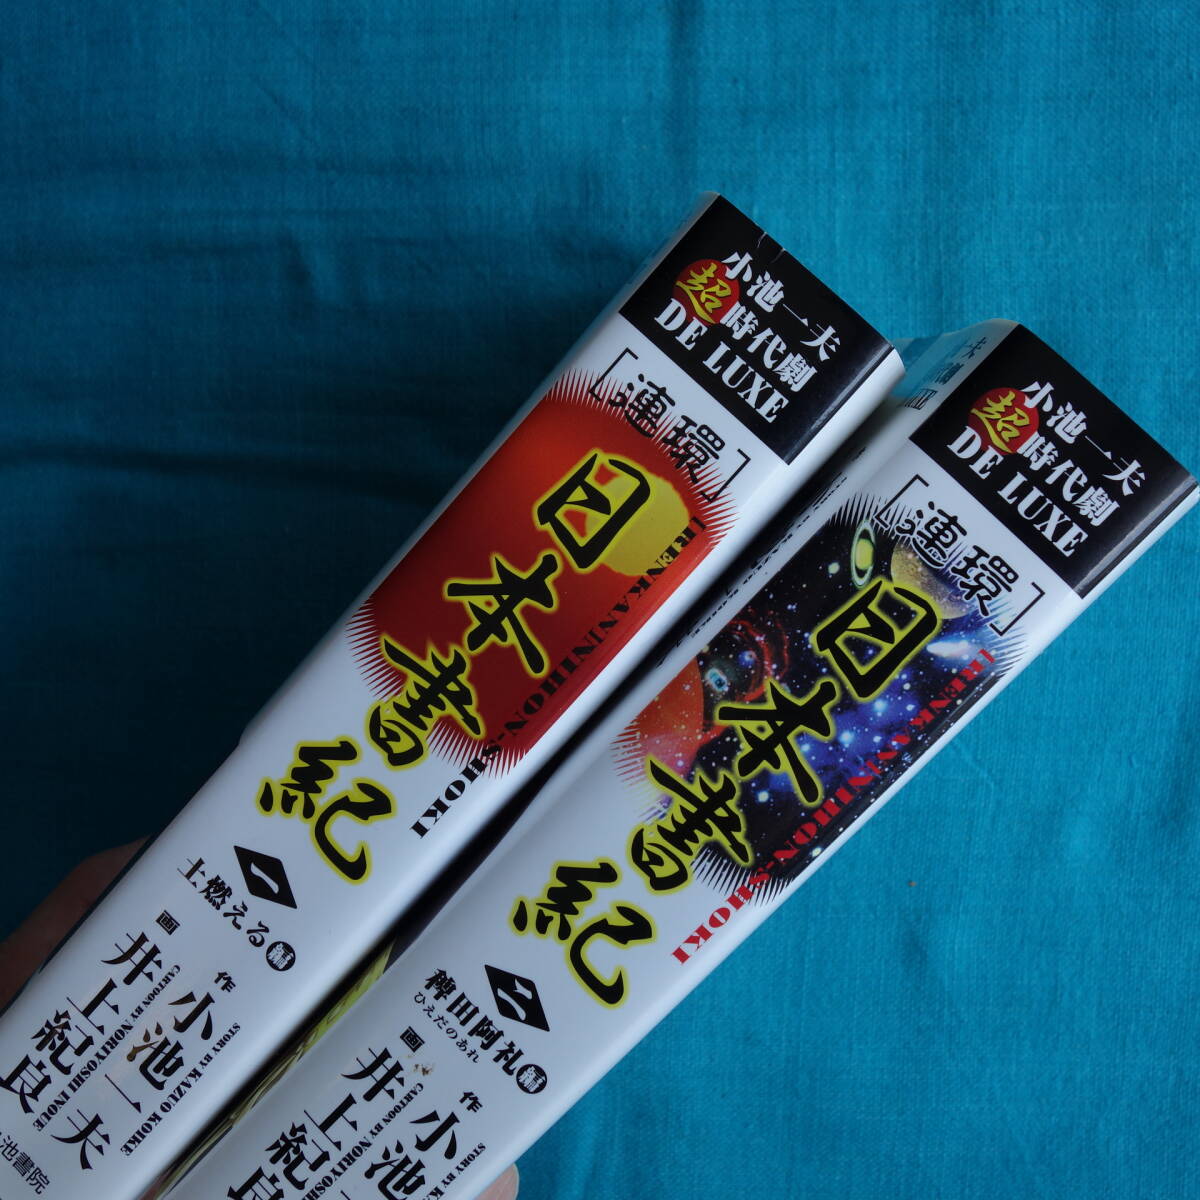 小池一夫
超時代劇
DE LUXE
[連環]
日本書紀
[RENKAN]NIHON-SHOKI
一
土燃える編
作 小池一夫
STORY BY KAZUO KOIKE
画 井上紀良
CARTOON BY NORIYOSHI INOUE
池書院
小池一夫
超時代劇
DE LUXE
[連環]
日本書紀
[RENKAN]NIHON-SHOKI
二
稗田阿礼編
ひえだのあれ
作 小池一
STORY BY KAZUO KOIKE
画 井上紀良
CARTOON BY NORIYOSHI INOUE